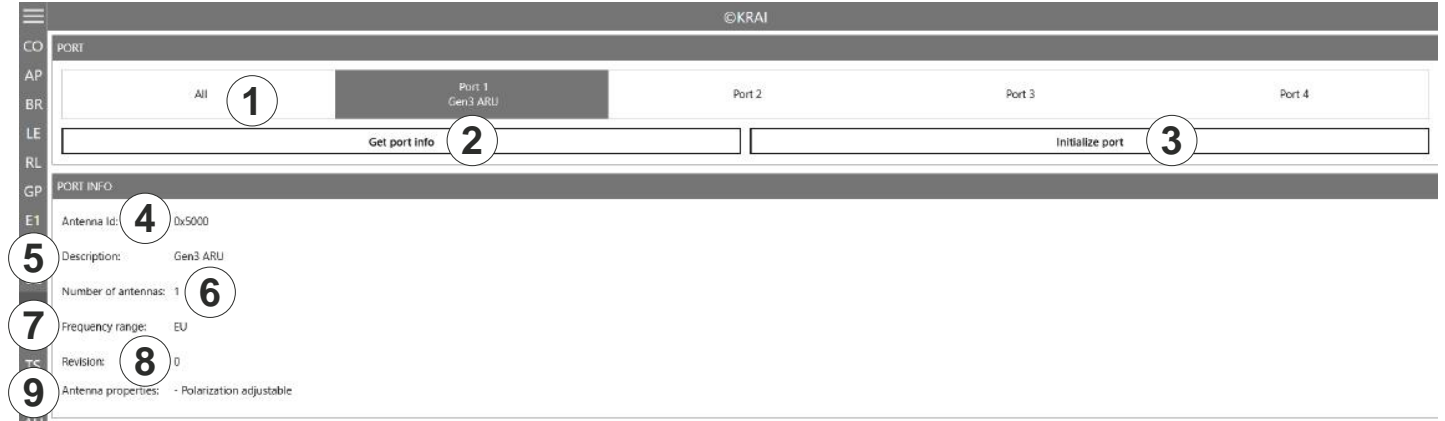 ©KRAI
CO
PORT
AP
BR
All
1
Port 1
Gen3 ARU
Port 2
Port 3
Port 4
LE
Get port info
2
Initialize port
3
RL
GP
PORT INFO
E1
Antenna Id:
4
0x5000
5
Description:
Gen3 ARU
Number of antennas:
1
6
7
Frequency range:
EU
TS
Revision:
8
0
9
Antenna properties:
- Polarization adjustable